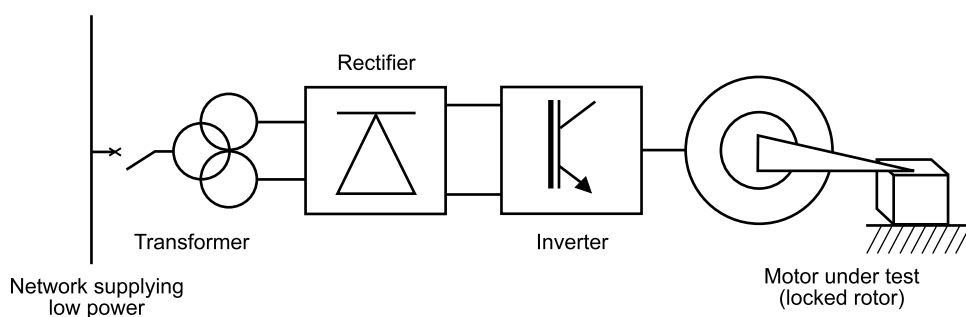 Rectifier
Transformer
Inverter
Network supplying
low power
Motor under test
(locked rotor)